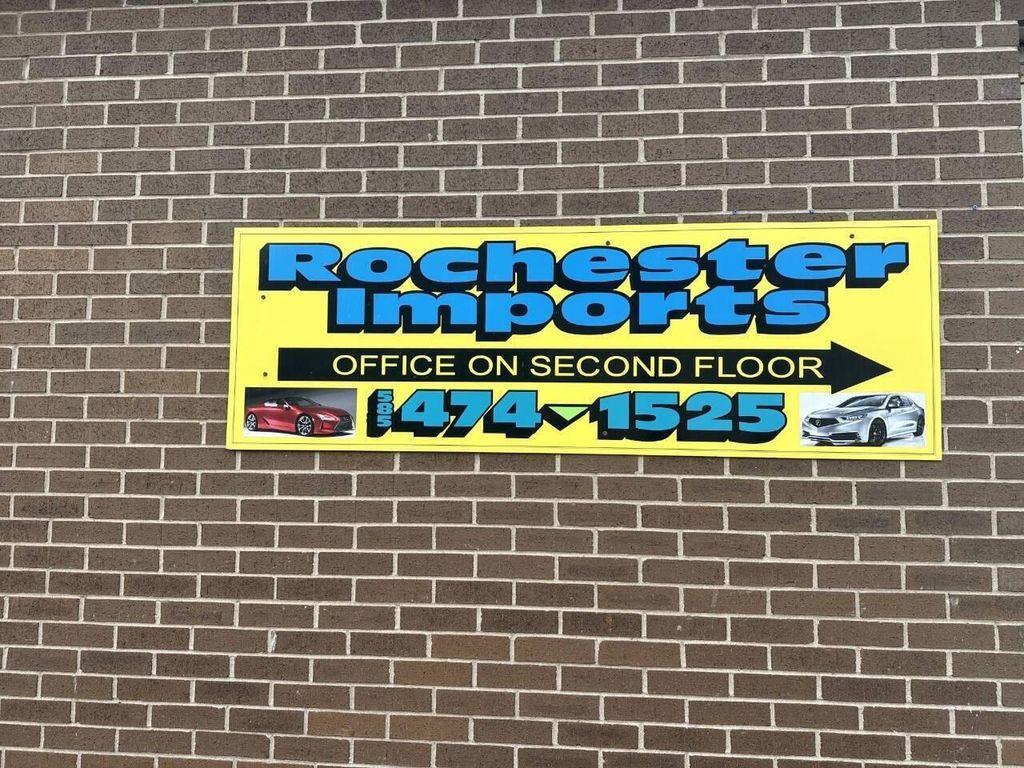 Rochester
Imports
OFFICE ON SECOND FLOOR
585 474-1525